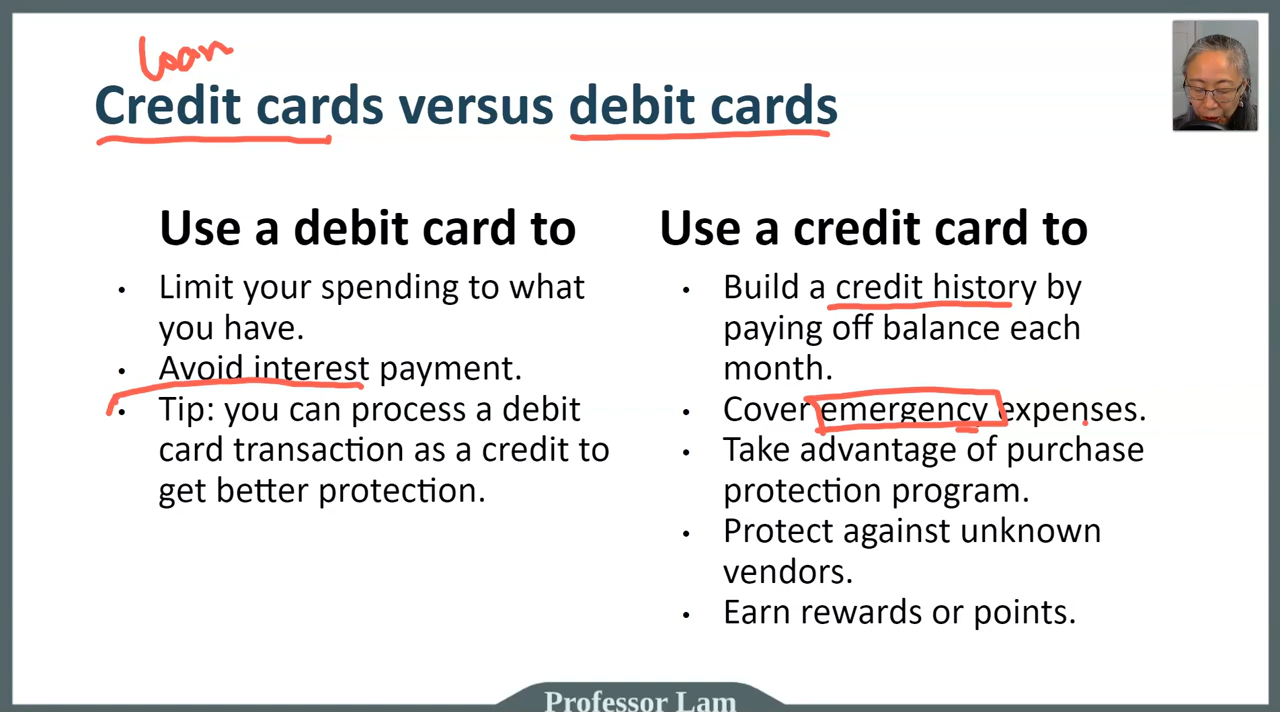 Loan
Credit cards versus debit cards
Use a debit card to
• Limit your spending to what
you have.
• Avoid interest payment.
• Tip: you can process a debit
card transaction as a credit to
get better protection.
Use a credit card to
• Build a credit history by
paying off balance each
month.
• Cover emergency expenses.
• Take advantage of purchase
protection program.
• Protect against unknown
vendors.
• Earn rewards or points.
Professor Lam